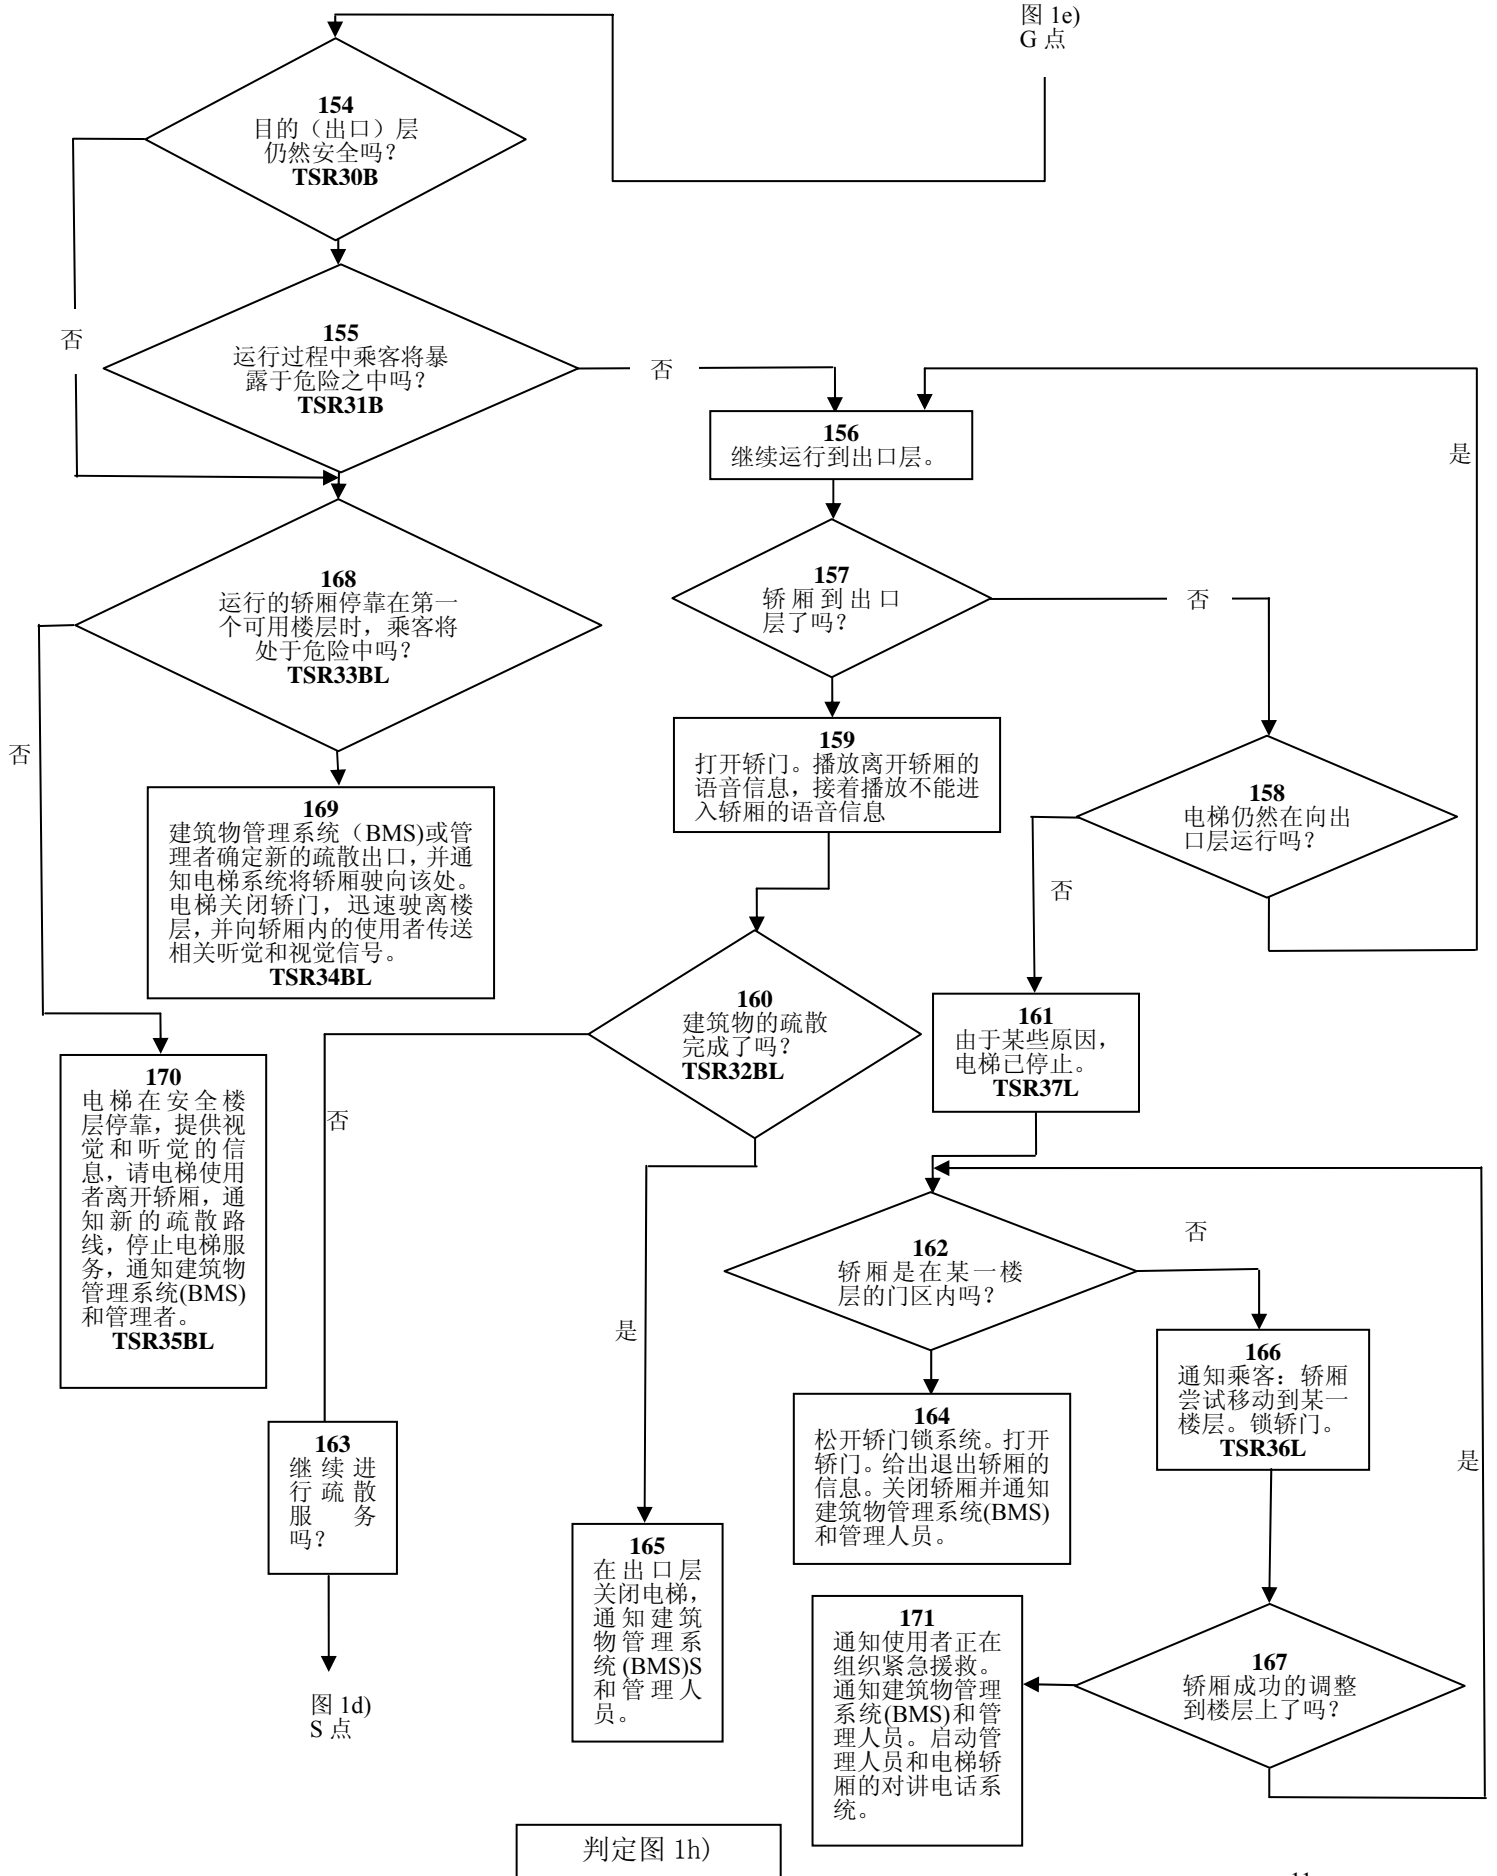 图 1e)
G 点
154
目的（出口）层
仍然安全吗？
TSR30B
否
155
运行过程中乘客将暴
露于危险之中吗？
TSR31B
否
156
继续运行到出口层。
是
168
运行的轿厢停靠在第一
个可用楼层时，乘客将
处于危险中吗？
TSR33BL
157
轿厢到出口
层了吗？
否
否
159
打开轿门。播放离开轿厢的
语音信息，接着播放不能进
入轿厢的语音信息
158
电梯仍然在向出
口层运行吗？
否
169
建筑物管理系统（BMS)或管
理者确定新的疏散出口，并通
知电梯系统将轿厢驶向该处。
电梯关闭轿门，迅速驶离楼
层，并向轿厢内的使用者传送
相关听觉和视觉信号。
TSR34BL
160
建筑物的疏散
完成了吗？
TSR32BL
161
由于某些原因，
电梯已停止。
TSR37L
170
电梯在安全楼
层停靠，提供视
觉和听觉的信
息，请电梯使用
者离开轿厢，通
知新的疏散路
线，停止电梯服
务，通知建筑物
管理系统(BMS)
和管理者。
TSR35BL
否
162
轿厢是在某一楼
层的门区内吗？
否
是
166
通知乘客：轿厢
尝试移动到某一
楼层。锁轿门。
TSR36L
是
163
继续进
行疏散
服务
吗？
164
松开轿门锁系统。打开
轿门。给出退出轿厢的
信息。关闭轿厢并通知
建筑物管理系统(BMS)
和管理人员。
165
在出口层
关闭电梯，
通知建筑
物管理系
统(BMS)S
和管理人
员。
171
通知使用者正在
组织紧急援救。
通知建筑物管理
系统(BMS)和管
理人员。启动管
理人员和电梯轿
厢的对讲电话系
统。
167
轿厢成功的调整
到楼层上了吗？
图 1d)
S 点
判定图 1h)
11